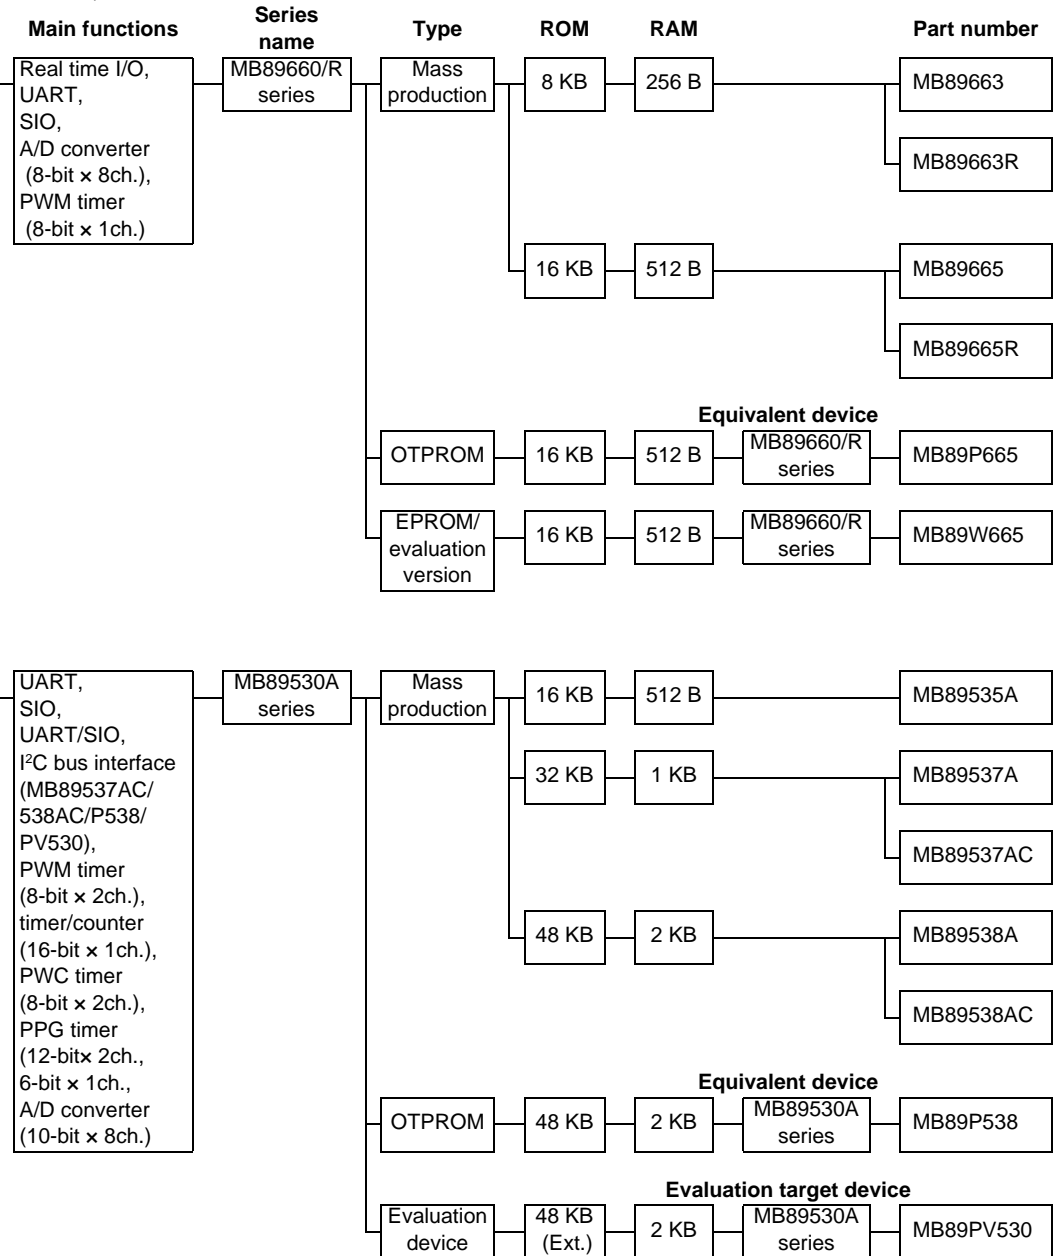 Main functions
Series
name
Type
ROM
RAM
Part number
Real time I/O,
UART,
SIO,
A/D converter
(8-bit × 8ch.),
PWM timer
(8-bit × 1ch.)
MB89660/R
series
Mass
production
8 KB
256 B
MB89663
MB89663R
16 KB
512 B
MB89665
MB89665R
Equivalent device
OTPROM
16 KB
512 B
MB89660/R
series
MB89P665
EPROM/
evaluation
version
16 KB
512 B
MB89660/R
series
MB89W665
UART,
SIO,
UART/SIO,
I²C bus interface
(MB89537AC/
538AC/P538/
PV530),
PWM timer
(8-bit × 2ch.),
timer/counter
(16-bit × 1ch.),
PWC timer
(8-bit × 2ch.),
PPG timer
(12-bit× 2ch.,
6-bit × 1ch.,
A/D converter
(10-bit × 8ch.)
MB89530A
series
Mass
production
16 KB
512 B
MB89535A
32 KB
1 KB
MB89537A
MB89537AC
48 KB
2 KB
MB89538A
MB89538AC
Equivalent device
OTPROM
48 KB
2 KB
MB89530A
series
MB89P538
Evaluation target device
Evaluation
device
48 KB
(Ext.)
2 KB
MB89530A
series
MB89PV530